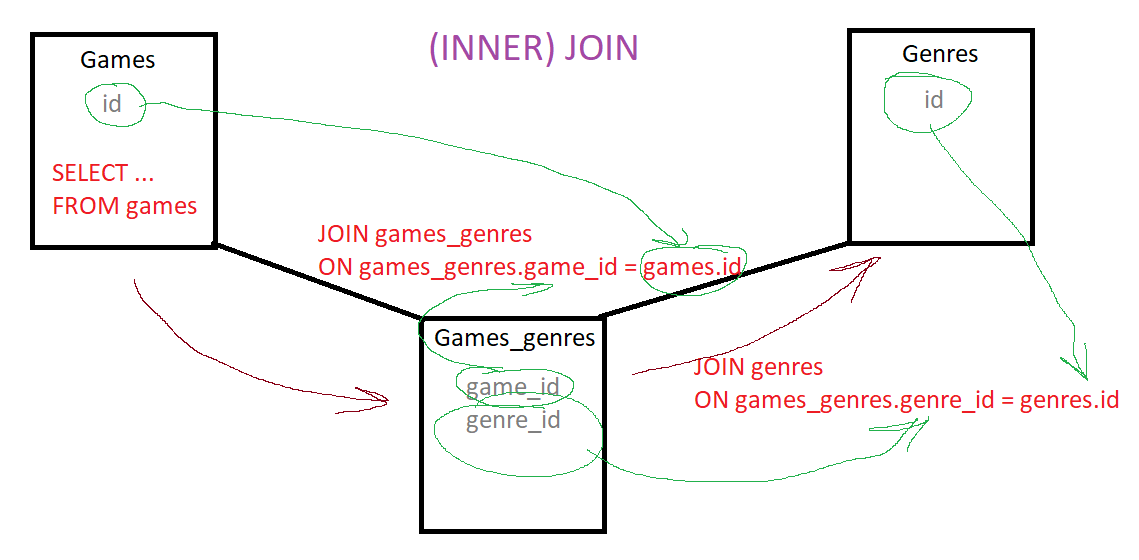 (INNER) JOIN
Games
id
SELECT ...
FROM games
Genres
id
JOIN games_genres
ON games_genres.game_id = games.id
Games_genres
game_id
genre_id
JOIN genres
ON games_genres.genre_id = genres.id